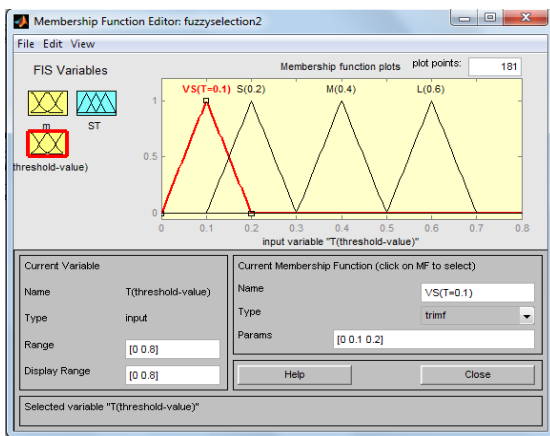 Membership Function Editor: fuzzyselection2
File Edit View
FIS Variables
Membership function plots
plot points:
181
m
ST
threshold-value)
VS(T=0.1) S(0.2) M(0.4) L(0.6)
1
0.5
0
0 0.1 0.2 0.3 0.4 0.5 0.6 0.7 0.8
input variable "T(threshold-value)"
Current Variable
Name T(threshold-value)
Type input
Range [0 0.8]
Display Range [0 0.8]
Current Membership Function (click on MF to select)
Name VS(T=0.1)
Type trimf
Params [0 0.1 0.2]
Help Close
Selected variable "T(threshold-value)"